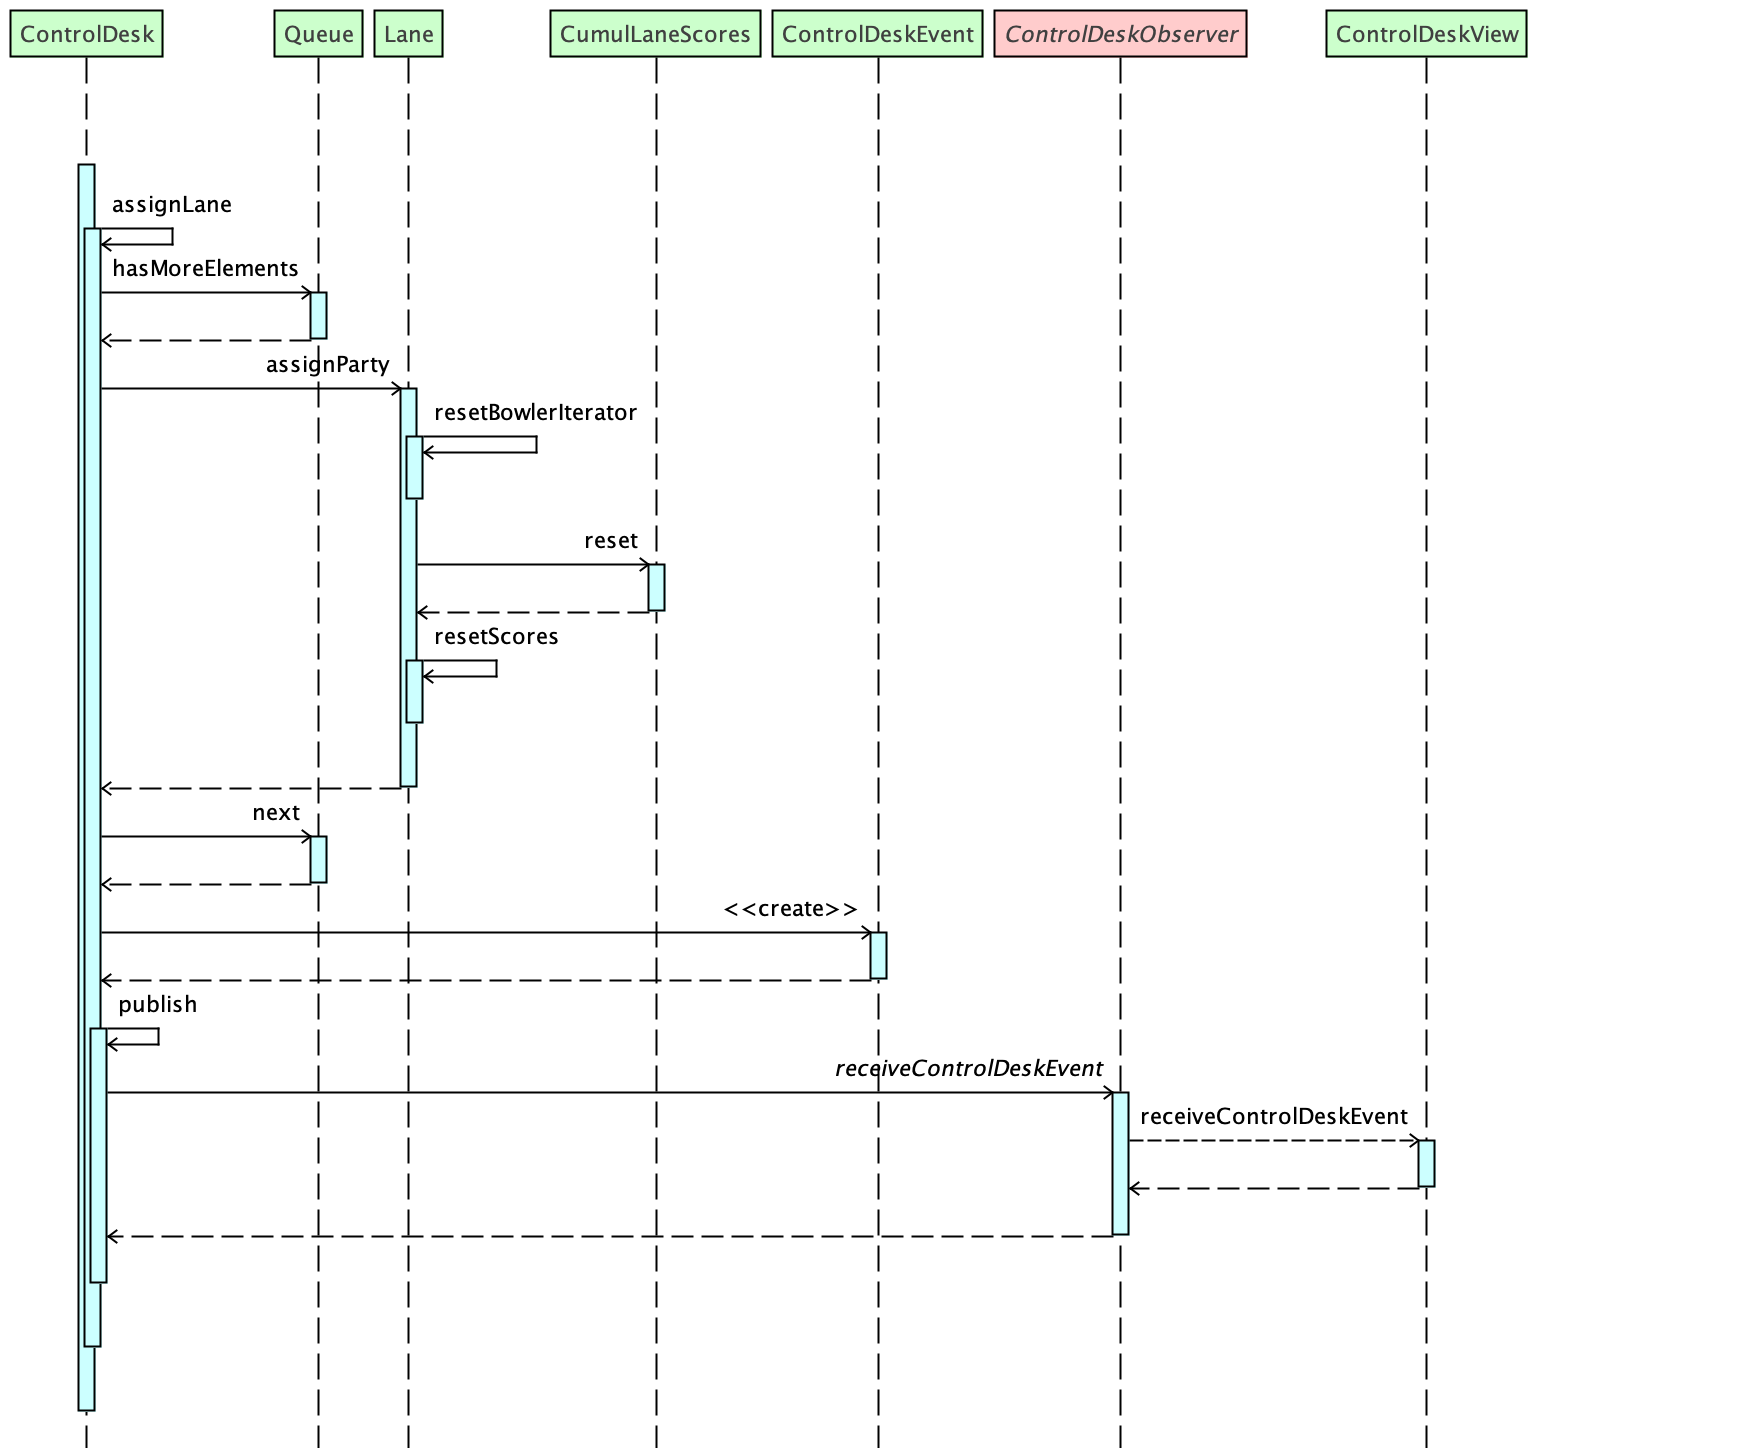 ControlDesk
Queue
Lane
CumulLaneScores
ControlDeskEvent
ControlDeskObserver
ControlDeskView
assignLane
hasMoreElements
assignParty
resetBowlerIterator
reset
resetScores
next
<<create>>
publish
receiveControlDeskEvent
receiveControlDeskEvent